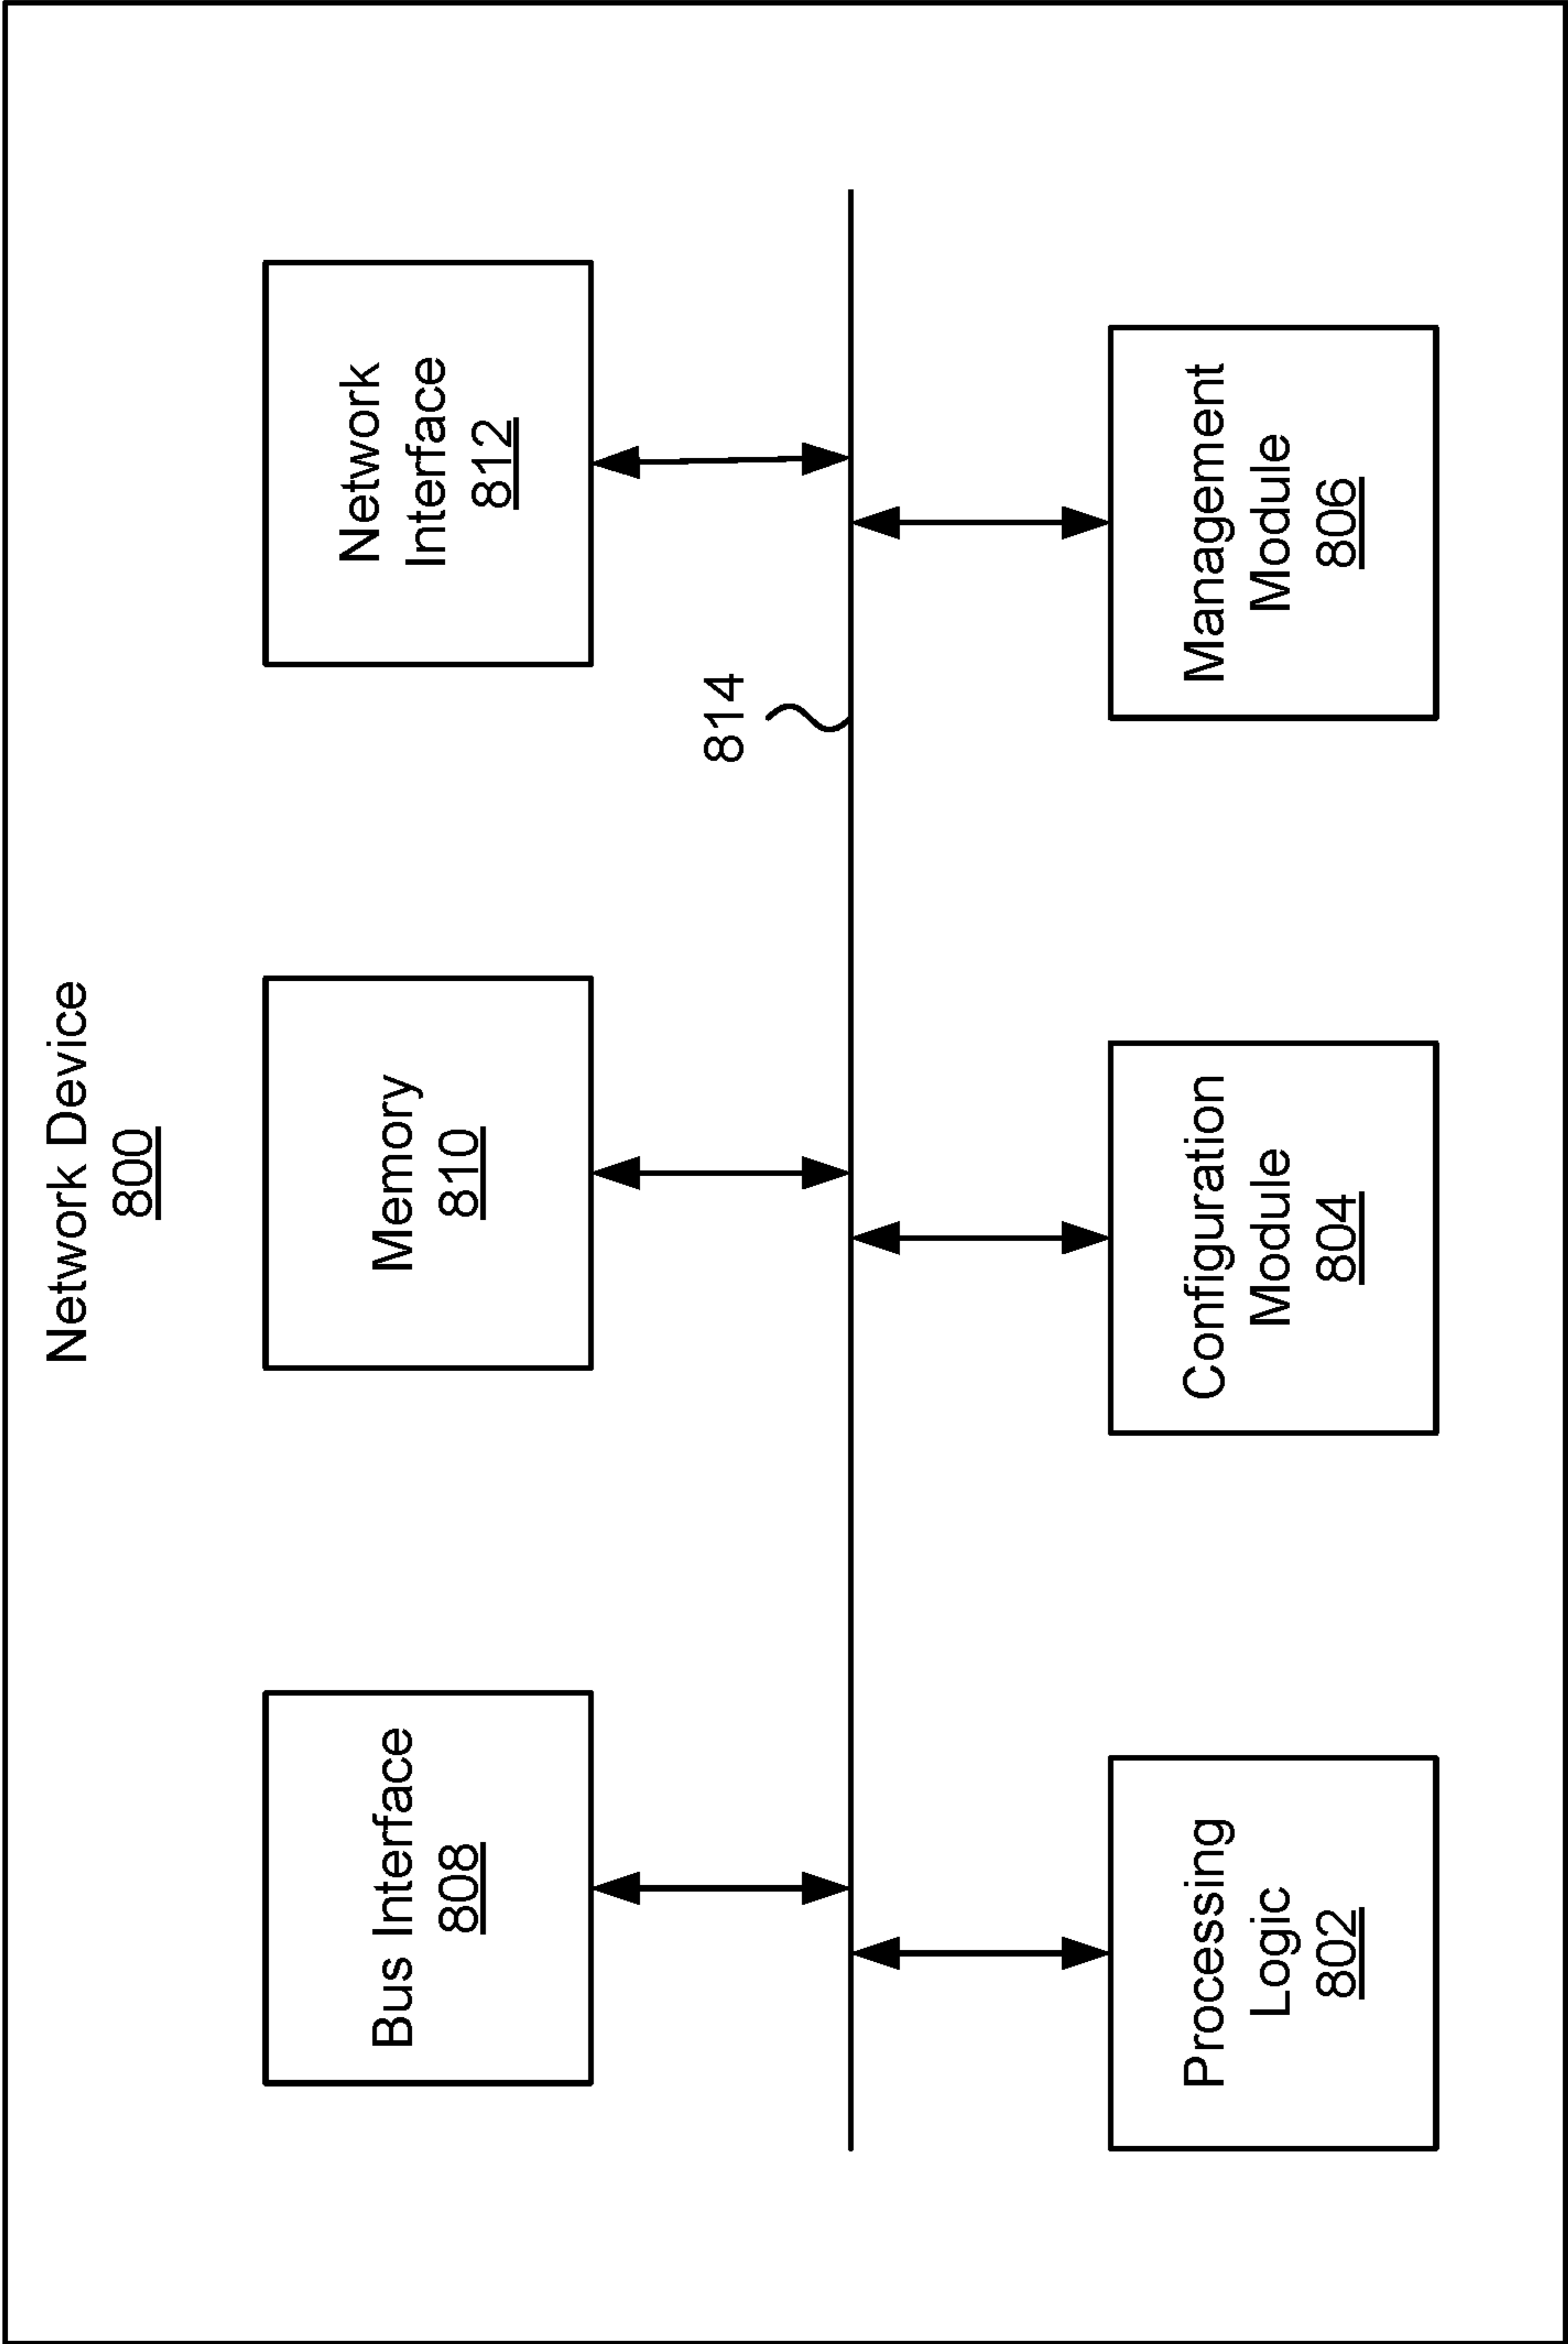 Network Device
800
Bus Interface
808
Memory
810
Network
Interface
812
814
Processing
Logic
802
Configuration
Module
804
Management
Module
806